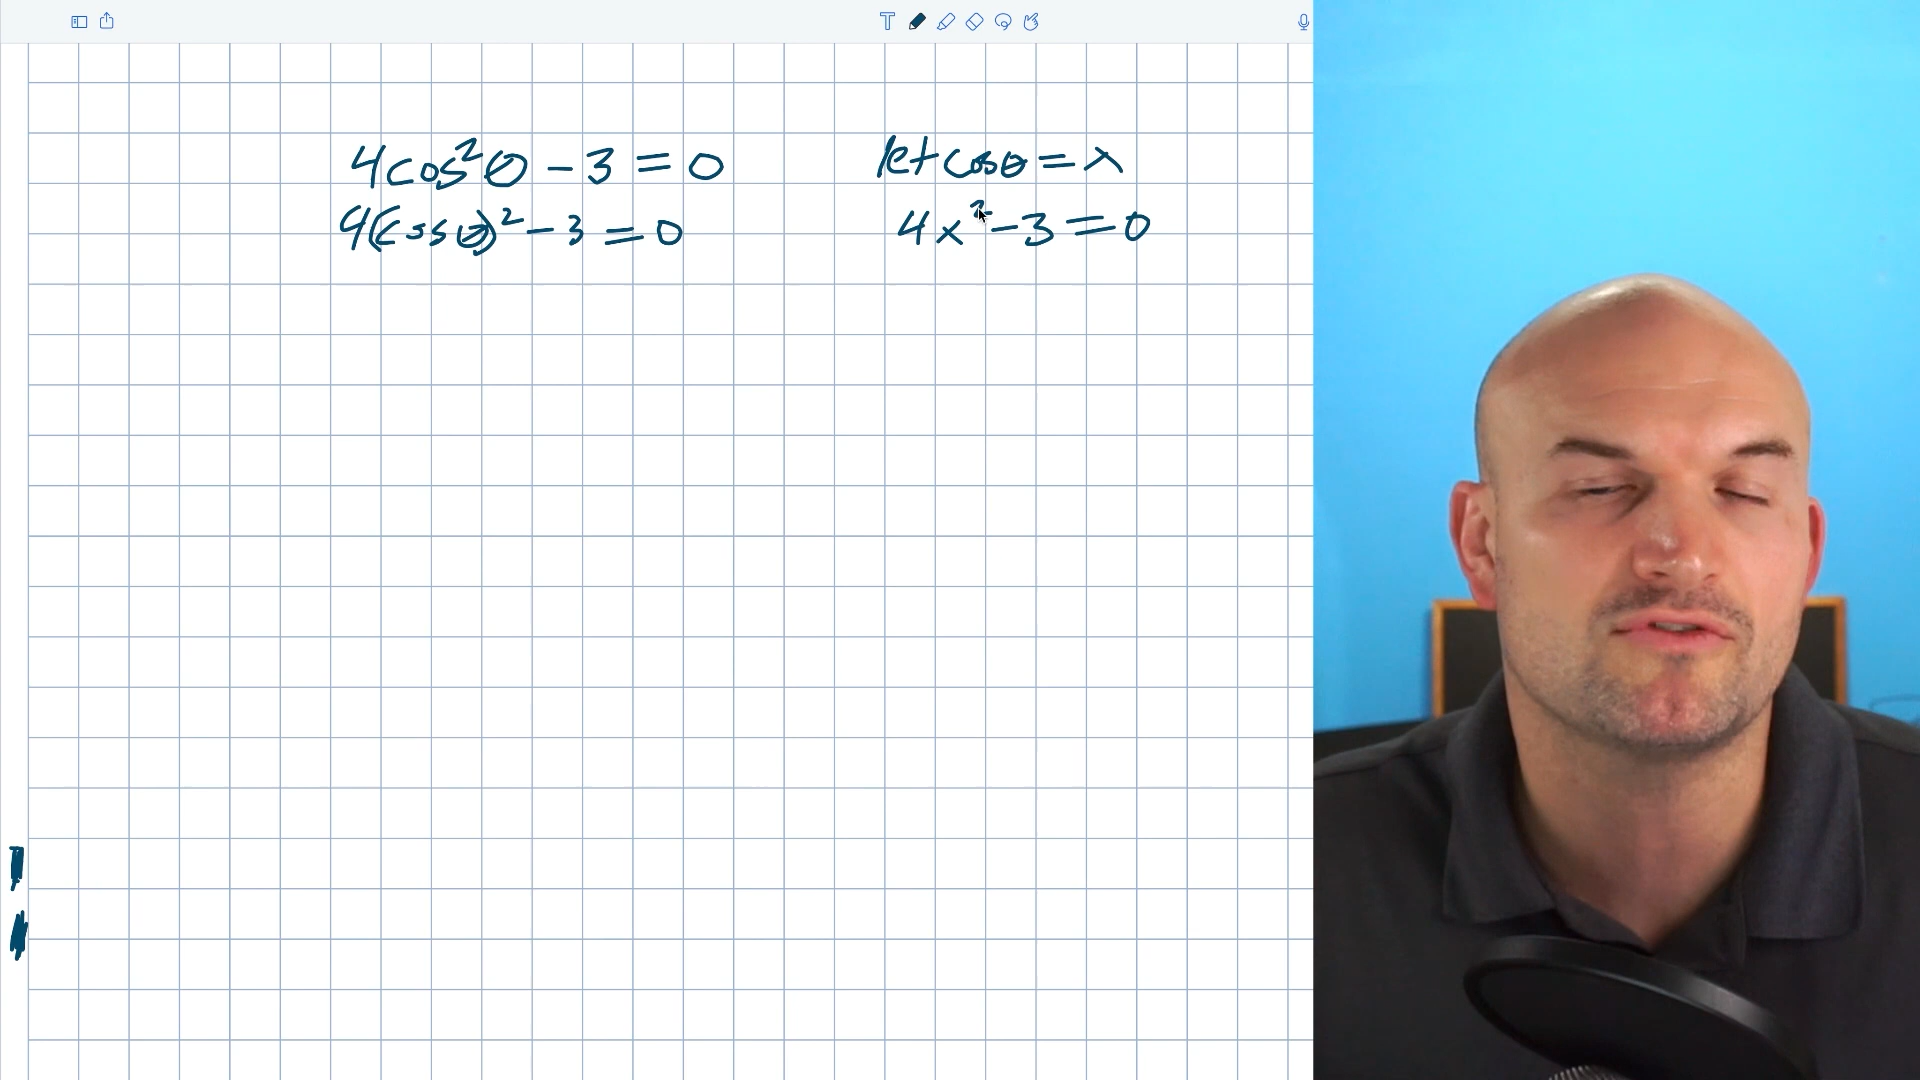 4cos²θ - 3 = 0
4(cosθ)² - 3 = 0
let cosθ = x
4x² - 3 = 0